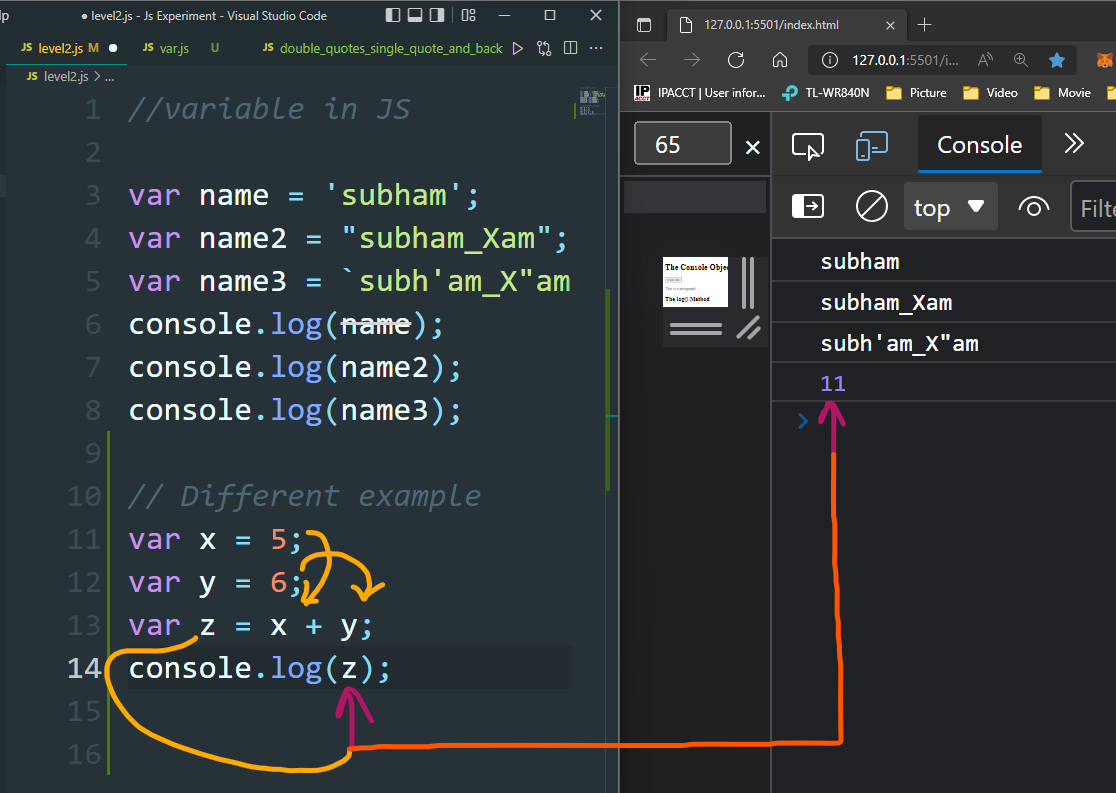 lp
level2.js - Js Experiment - Visual Studio Code
JS level2.js M
JS var.js U
JS double_quotes_single_quote_and_back
JS level2.js > ...
1 //variable in JS
2
3 var name = 'subham';
4 var name2 = "subham_Xam";
5 var name3 = `subh'am_X"am
6 console.log(name);
7 console.log(name2);
8 console.log(name3);
9
10 // Different example
11 var x = 5;
12 var y = 6;
13 var z = x + y;
14 console.log(z);
15
16
127.0.0.1:5501/index.html
127.0.0.1:5501/i...
IPACCT | User infor...
TL-WR840N
Picture
Video
Movie
65
Console
top
Filte
The Console Objec
This is a paragraph
The log() Method
subham
subham_Xam
subh'am_X"am
11